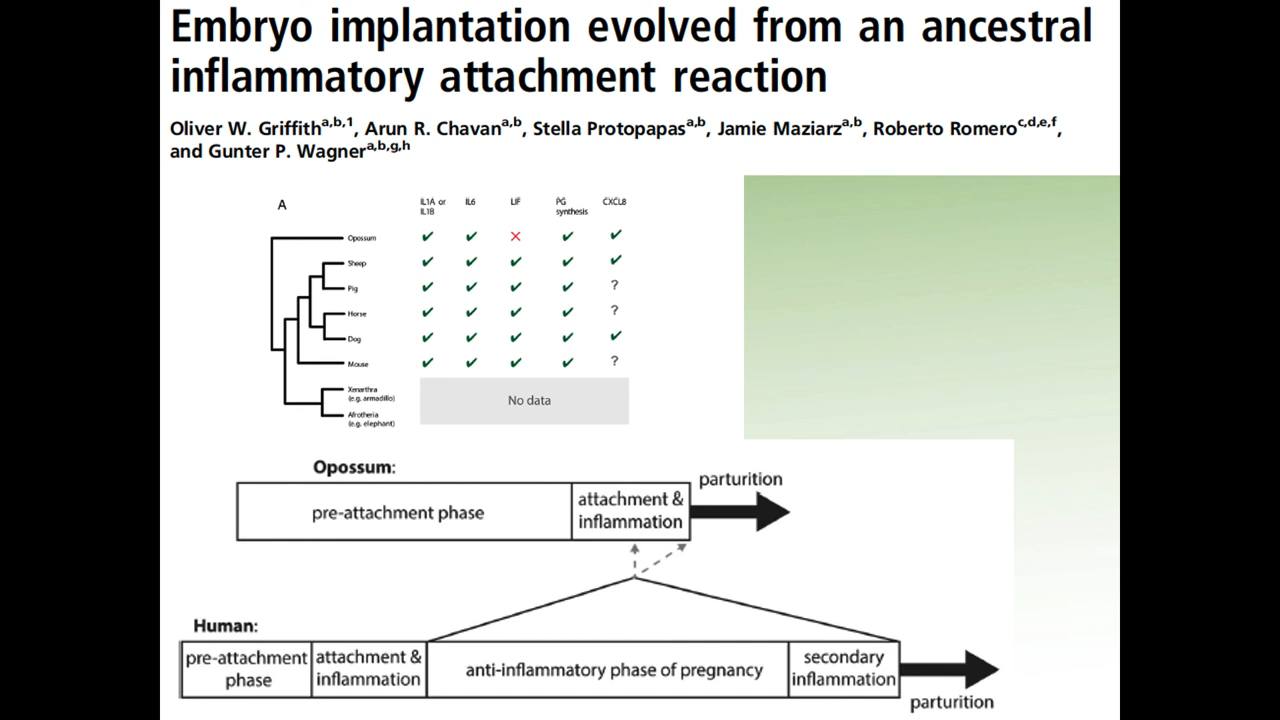 Embryo implantation evolved from an ancestral
inflammatory attachment reaction
Oliver W. Griffith^a,b,1, Arun R. Chavan^a,b, Stella Protopapas^a,b, Jamie Maziarz^a,b, Roberto Romero^c,d,e,f,
and Gunter P. Wagner^a,b,g,h
A
IL1A or IL6 LIF PG CXCL8
IL1B synthesis
Opossum ✓ ✓ × ✓ ✓
Sheep ✓ ✓ ✓ ✓ ✓
Pig ✓ ✓ ✓ ✓ ?
Horse ✓ ✓ ✓ ✓ ?
Dog ✓ ✓ ✓ ✓ ✓
Mouse ✓ ✓ ✓ ✓ ?
Xenarthra
(e.g. armadillo)
No data
Afrotheria
(e.g. elephant)
Opossum:
pre-attachment phase
attachment &
inflammation
parturition
Human:
pre-attachment
phase
attachment &
inflammation
anti-inflammatory phase of pregnancy
secondary
inflammation
parturition